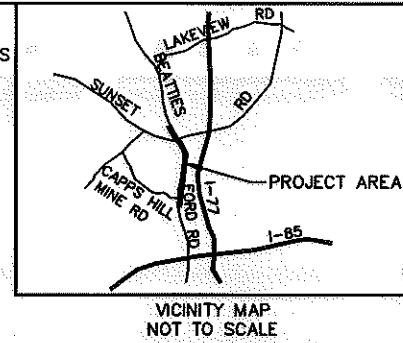 S
LAKEVIEW
RD
BEATTIES
SUNSET
RD
CAPPS HILL
MINE RD
FORD RD
I-77
PROJECT AREA
I-85
VICINITY MAP
NOT TO SCALE